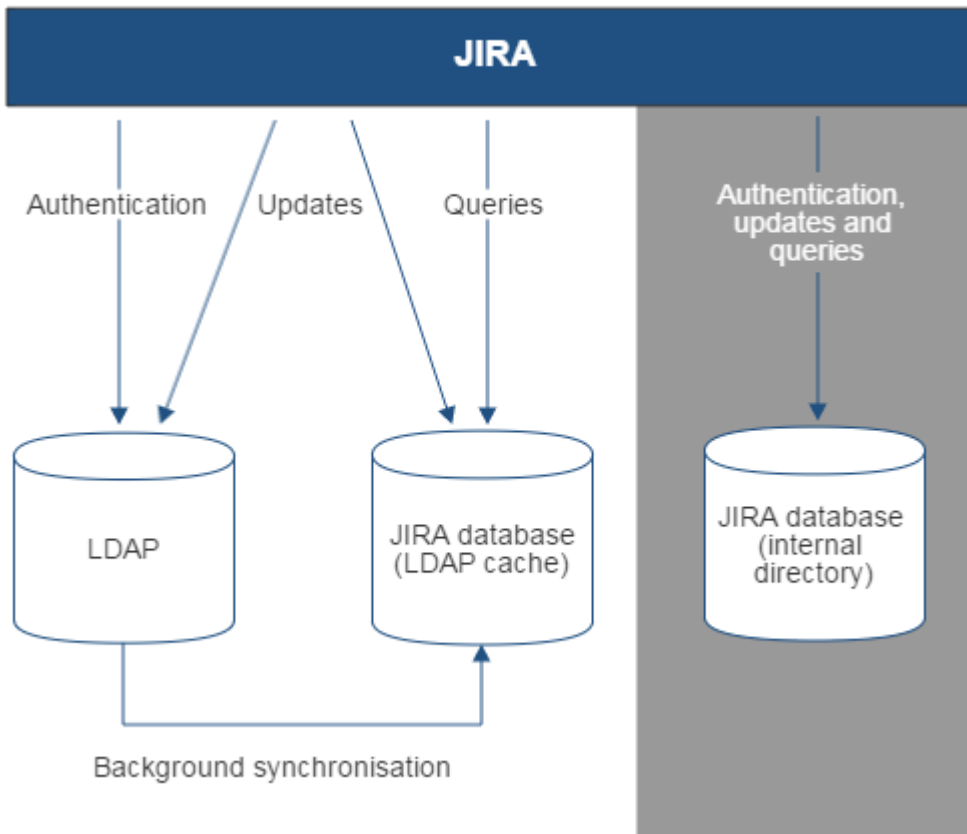 JIRA
Authentication
Updates
Queries
Authentication,
updates and
queries
LDAP
JIRA database
(LDAP cache)
JIRA database
(internal
directory)
Background synchronisation